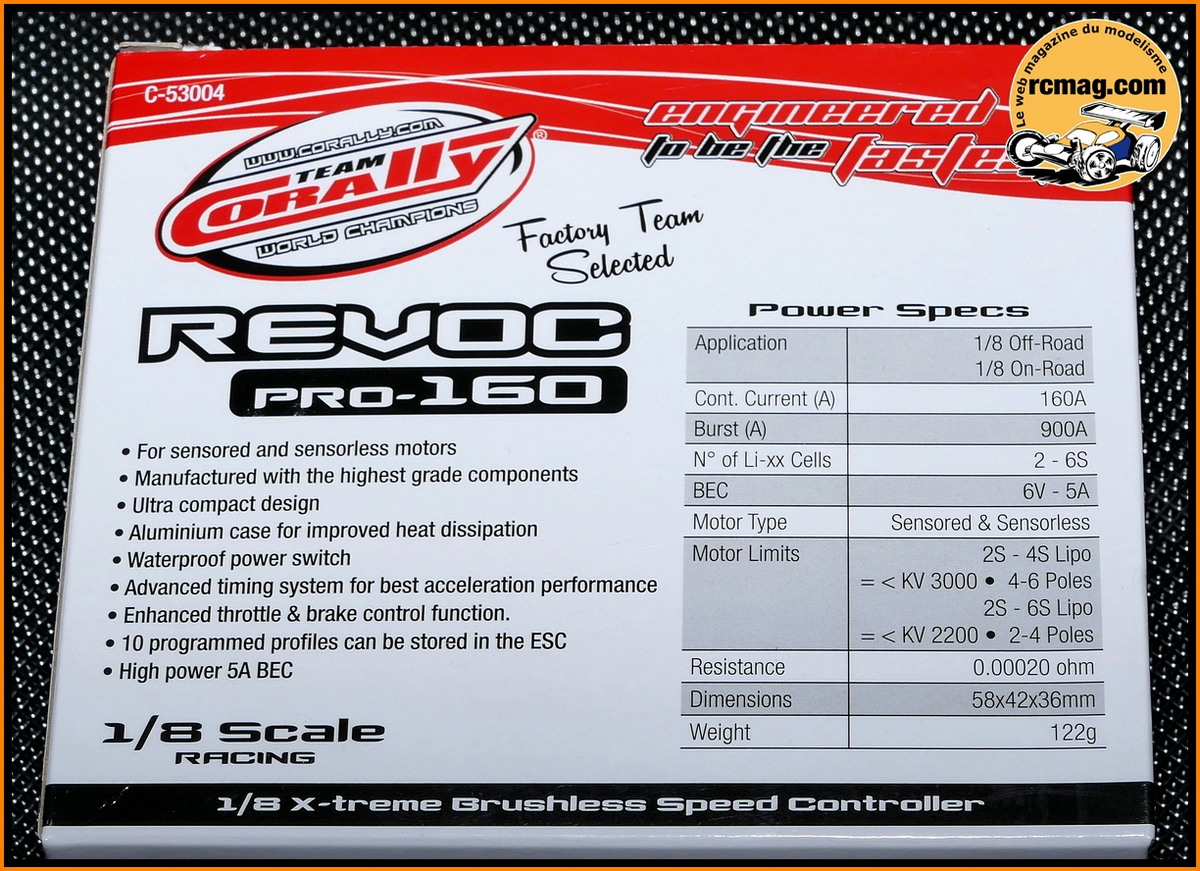 C-53004
Le web magazine du modelisme
rcmag.com
engineered
to be the
WWW.CORALLY.COM
TEAM
CORALLY®
WORLD CHAMPIONS
Factory Team
Selected
REVOC
PRO-160
• For sensored and sensorless motors
• Manufactured with the highest grade components
• Ultra compact design
• Aluminium case for improved heat dissipation
• Waterproof power switch
• Advanced timing system for best acceleration performance
• Enhanced throttle & brake control function.
• 10 programmed profiles can be stored in the ESC
• High power 5A BEC
1/8 Scale
RACING
Power Specs
Application 1/8 Off-Road
1/8 On-Road
Cont. Current (A) 160A
Burst (A) 900A
N° of Li-xx Cells 2 - 6S
BEC 6V - 5A
Motor Type Sensored & Sensorless
Motor Limits 2S - 4S Lipo
= < KV 3000 • 4-6 Poles
2S - 6S Lipo
= < KV 2200 • 2-4 Poles
Resistance 0.00020 ohm
Dimensions 58x42x36mm
Weight 122g
1/8 X-treme Brushless Speed Controller